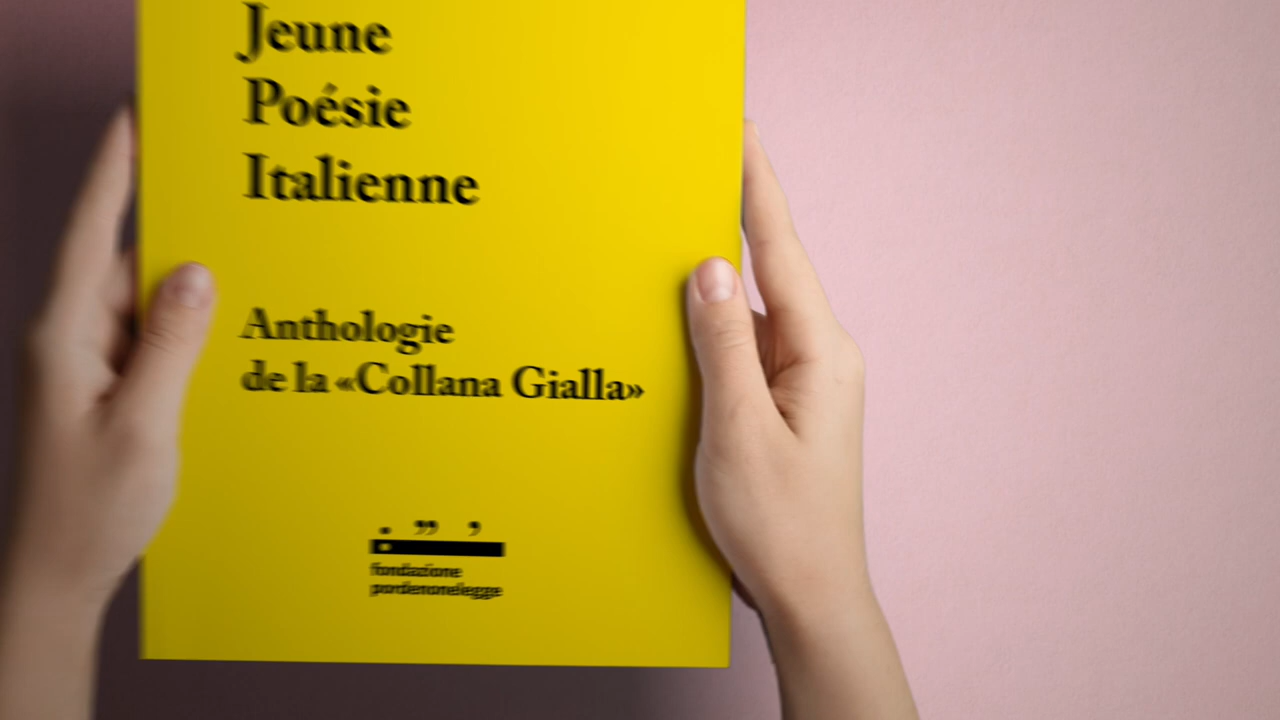 Jeune
Poésie
Italienne
Anthologie
de la «Collana Gialla»
fondazione
pordenonelegge